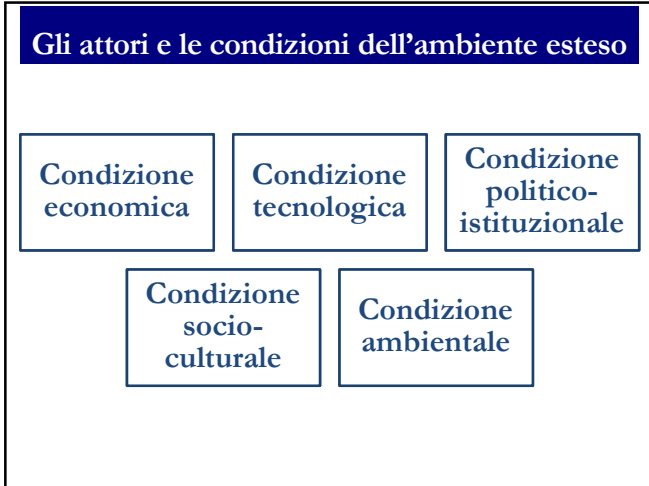 Gli attori e le condizioni dell'ambiente esteso
Condizione
economica
Condizione
tecnologica
Condizione
politico-
istituzionale
Condizione
socio-
culturale
Condizione
ambientale